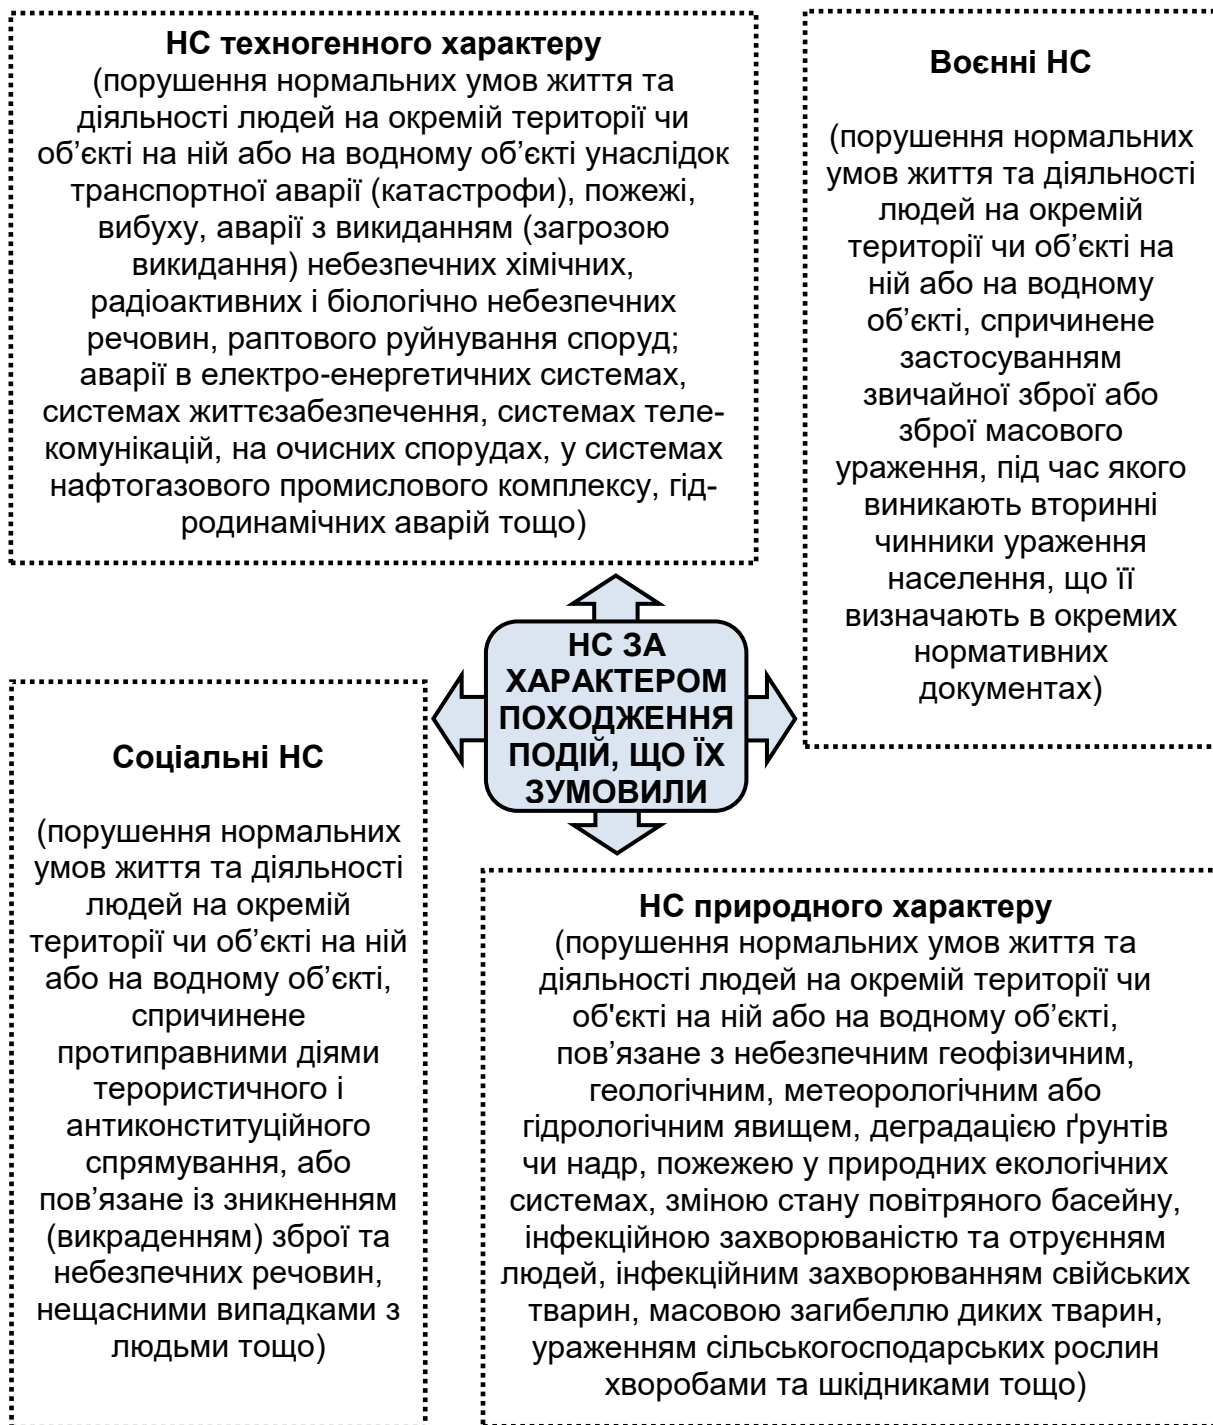 НС техногенного характеру
(порушення нормальних умов життя та
діяльності людей на окремій території чи
об’єкті на ній або на водному об’єкті унаслідок
транспортної аварії (катастрофи), пожежі,
вибуху, аварії з викиданням (загрозою
викидання) небезпечних хімічних,
радіоактивних і біологічно небезпечних
речовин, раптового руйнування споруд;
аварії в електро-енергетичних системах,
системах життєзабезпечення, системах теле-
комунікацій, на очисних спорудах, у системах
нафтогазового промислового комплексу, гід-
родинамічних аварій тощо)
Воєнні НС
(порушення нормальних
умов життя та діяльності
людей на окремій
території чи об’єкті на
ній або на водному
об’єкті, спричинене
застосуванням
звичайної зброї або
зброї масового
ураження, під час якого
виникають вторинні
чинники ураження
населення, що її
визначають в окремих
нормативних
документах)
НС ЗА
ХАРАКТЕРОМ
ПОХОДЖЕННЯ
ПОДІЙ, ЩО ЇХ
ЗУМОВИЛИ
Соціальні НС
(порушення нормальних
умов життя та діяльності
людей на окремій
території чи об’єкті на ній
або на водному об’єкті,
спричинене
протиправними діями
терористичного і
антиконституційного
спрямування, або
пов’язане із зникненням
(викраденням) зброї та
небезпечних речовин,
нещасними випадками з
людьми тощо)
НС природного характеру
(порушення нормальних умов життя та
діяльності людей на окремій території чи
об'єкті на ній або на водному об’єкті,
пов’язане з небезпечним геофізичним,
геологічним, метеорологічним або
гідрологічним явищем, деградацією ґрунтів
чи надр, пожежею у природних екологічних
системах, зміною стану повітряного басейну,
інфекційною захворюваністю та отруєнням
людей, інфекційним захворюванням свійських
тварин, масовою загибеллю диких тварин,
ураженням сільськогосподарських рослин
хворобами та шкідниками тощо)